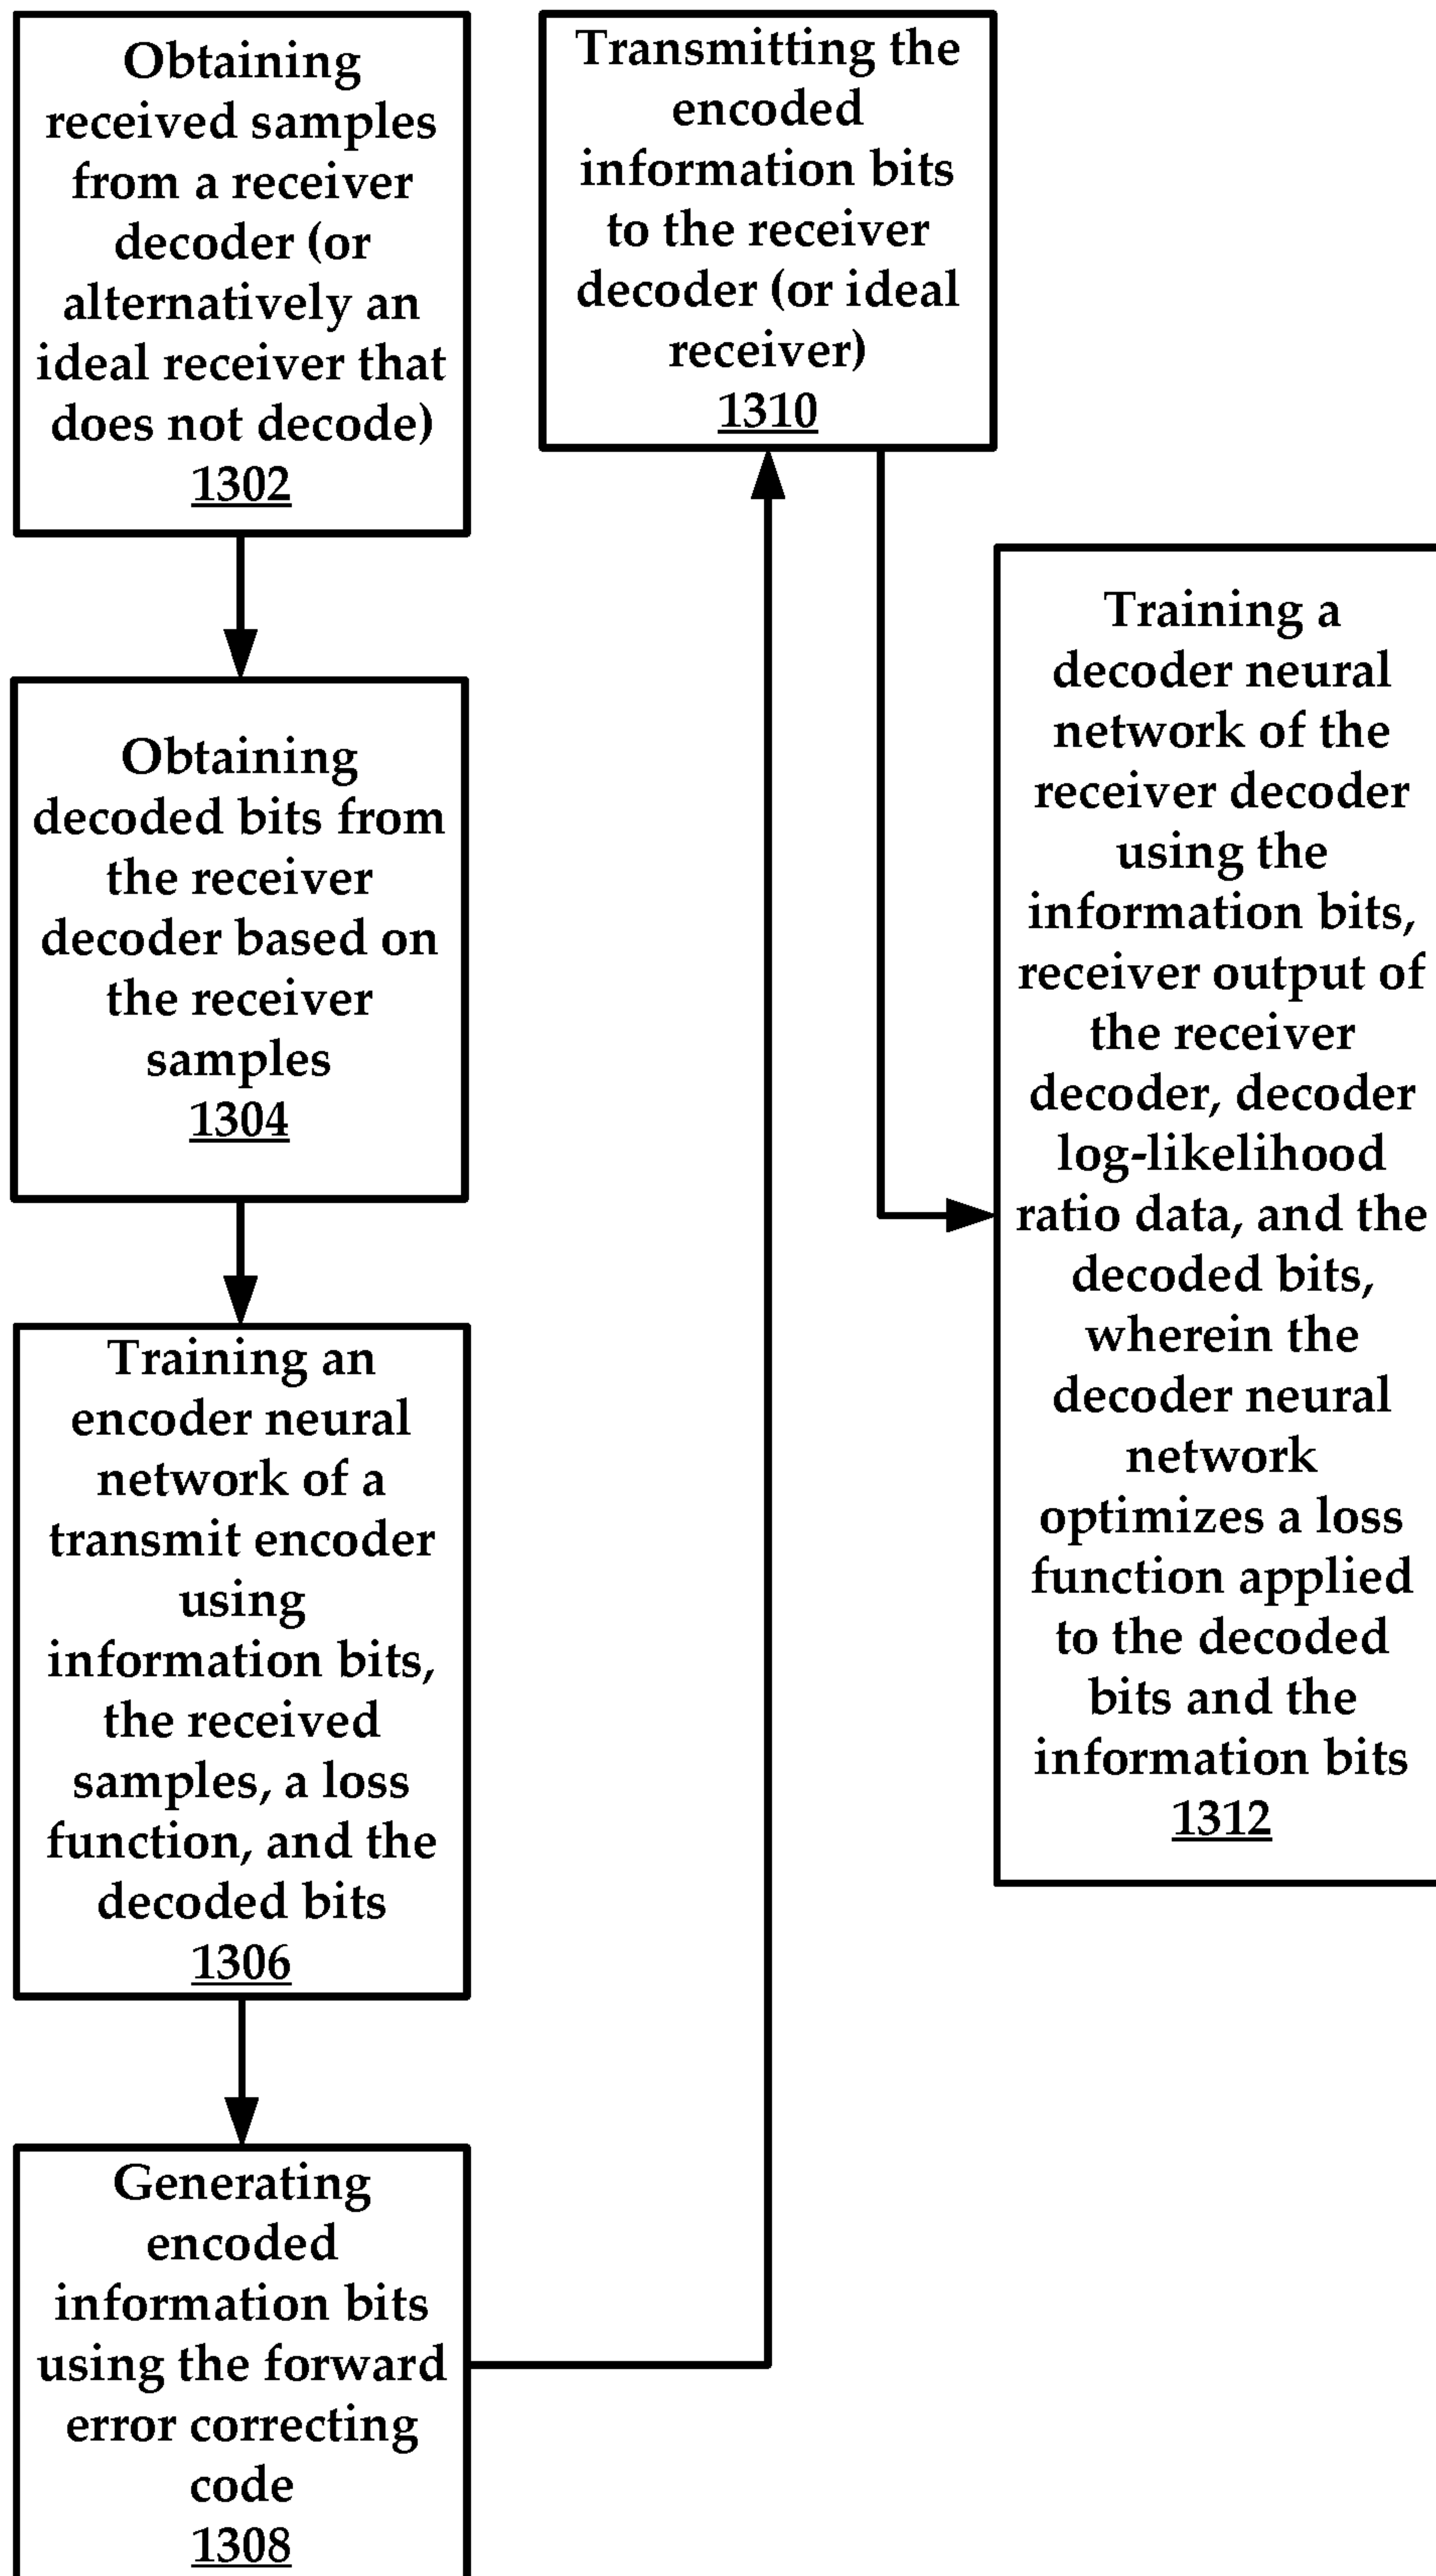 Obtaining
received samples
from a receiver
decoder (or
alternatively an
ideal receiver that
does not decode)
1302
Obtaining
decoded bits from
the receiver
decoder based on
the receiver
samples
1304
Training an
encoder neural
network of a
transmit encoder
using
information bits,
the received
samples, a loss
function, and the
decoded bits
1306
Generating
encoded
information bits
using the forward
error correcting
code
1308
Transmitting the
encoded
information bits
to the receiver
decoder (or ideal
receiver)
1310
Training a
decoder neural
network of the
receiver decoder
using the
information bits,
receiver output of
the receiver
decoder, decoder
log-likelihood
ratio data, and the
decoded bits,
wherein the
decoder neural
network
optimizes a loss
function applied
to the decoded
bits and the
information bits
1312